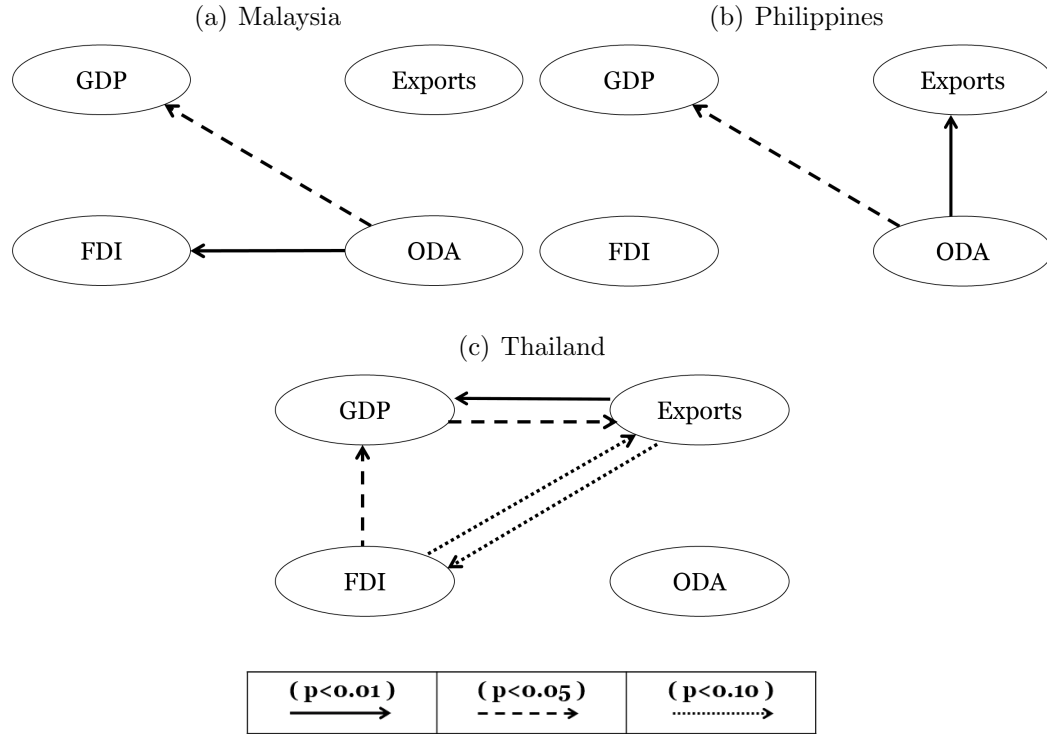 (a) Malaysia
GDP
Exports
FDI
ODA
(b) Philippines
GDP
Exports
FDI
ODA
(c) Thailand
GDP
Exports
FDI
ODA
( p<0.01 )
( p<0.05 )
( p<0.10 )